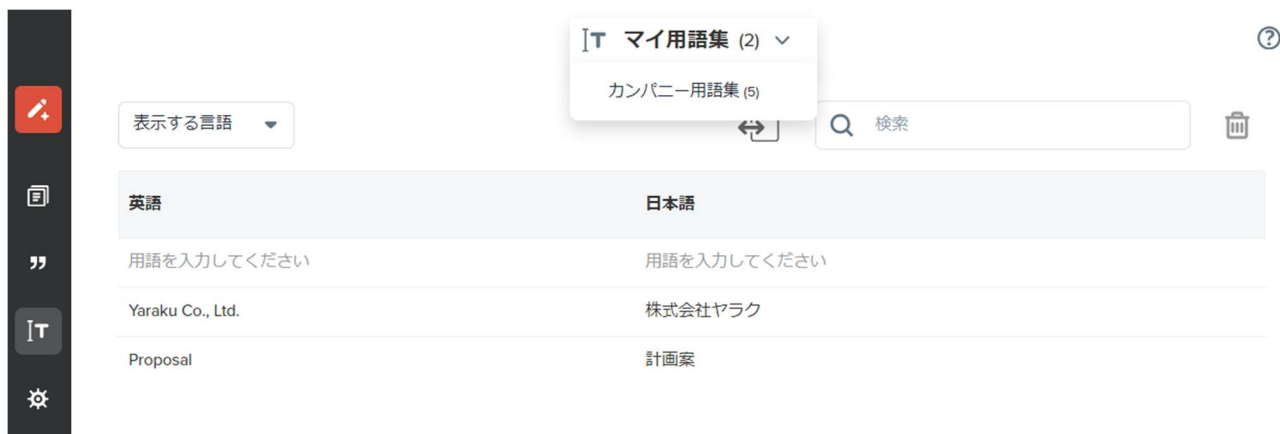 マイ用語集 (2)
カンパニー用語集 (5)
表示する言語
検索
英語 日本語
用語を入力してください 用語を入力してください
Yaraku Co., Ltd. 株式会社ヤラク
Proposal 計画案